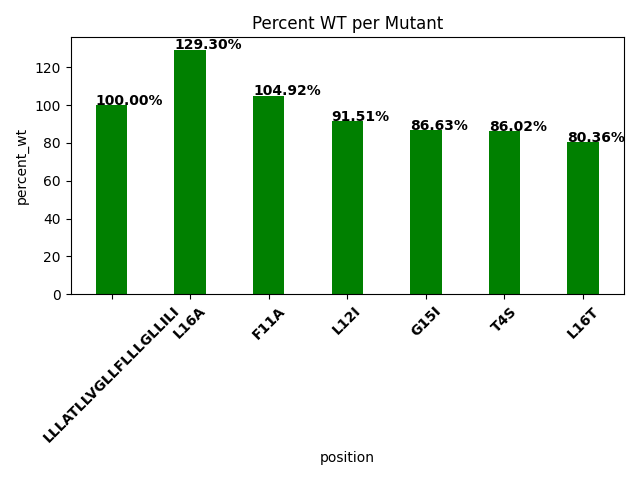 Percent WT per Mutant
percent_wt
120
100
80
60
40
20
0
100.00%
129.30%
104.92%
91.51%
86.63%
86.02%
80.36%
LLLATLLVGLLFLLLGLLILI
L16A
F11A
L12I
G15I
T4S
L16T
position